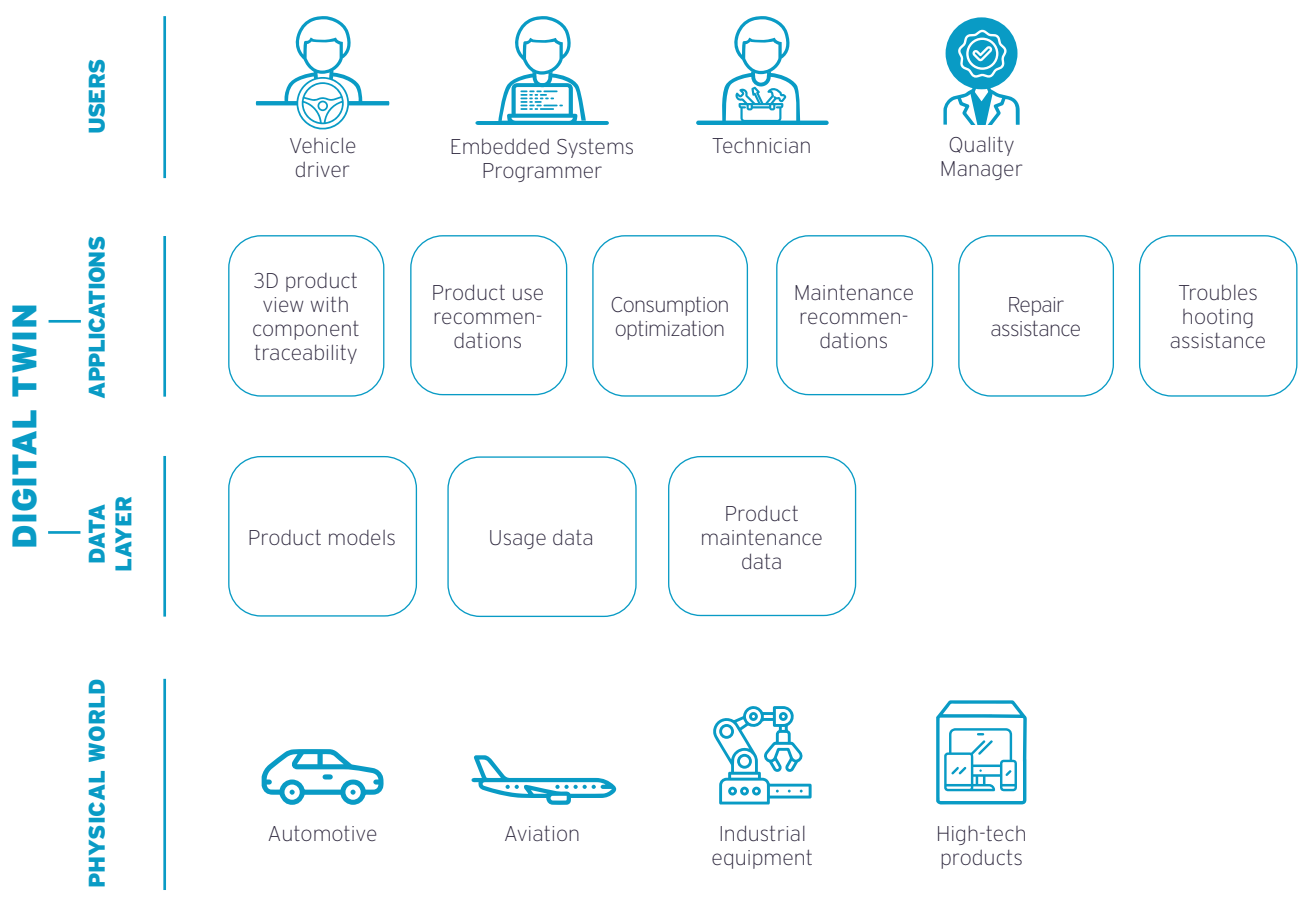 USERS
Vehicle
driver
Embedded Systems
Programmer
Technician
Quality
Manager
DIGITAL TWIN
APPLICATIONS
3D product
view with
component
traceability
Product use
recommen-
dations
Consumption
optimization
Maintenance
recommen-
dations
Repair
assistance
Troubles
hooting
assistance
DATA
LAYER
Product models
Usage data
Product
maintenance
data
PHYSICAL WORLD
Automotive
Aviation
Industrial
equipment
High-tech
products